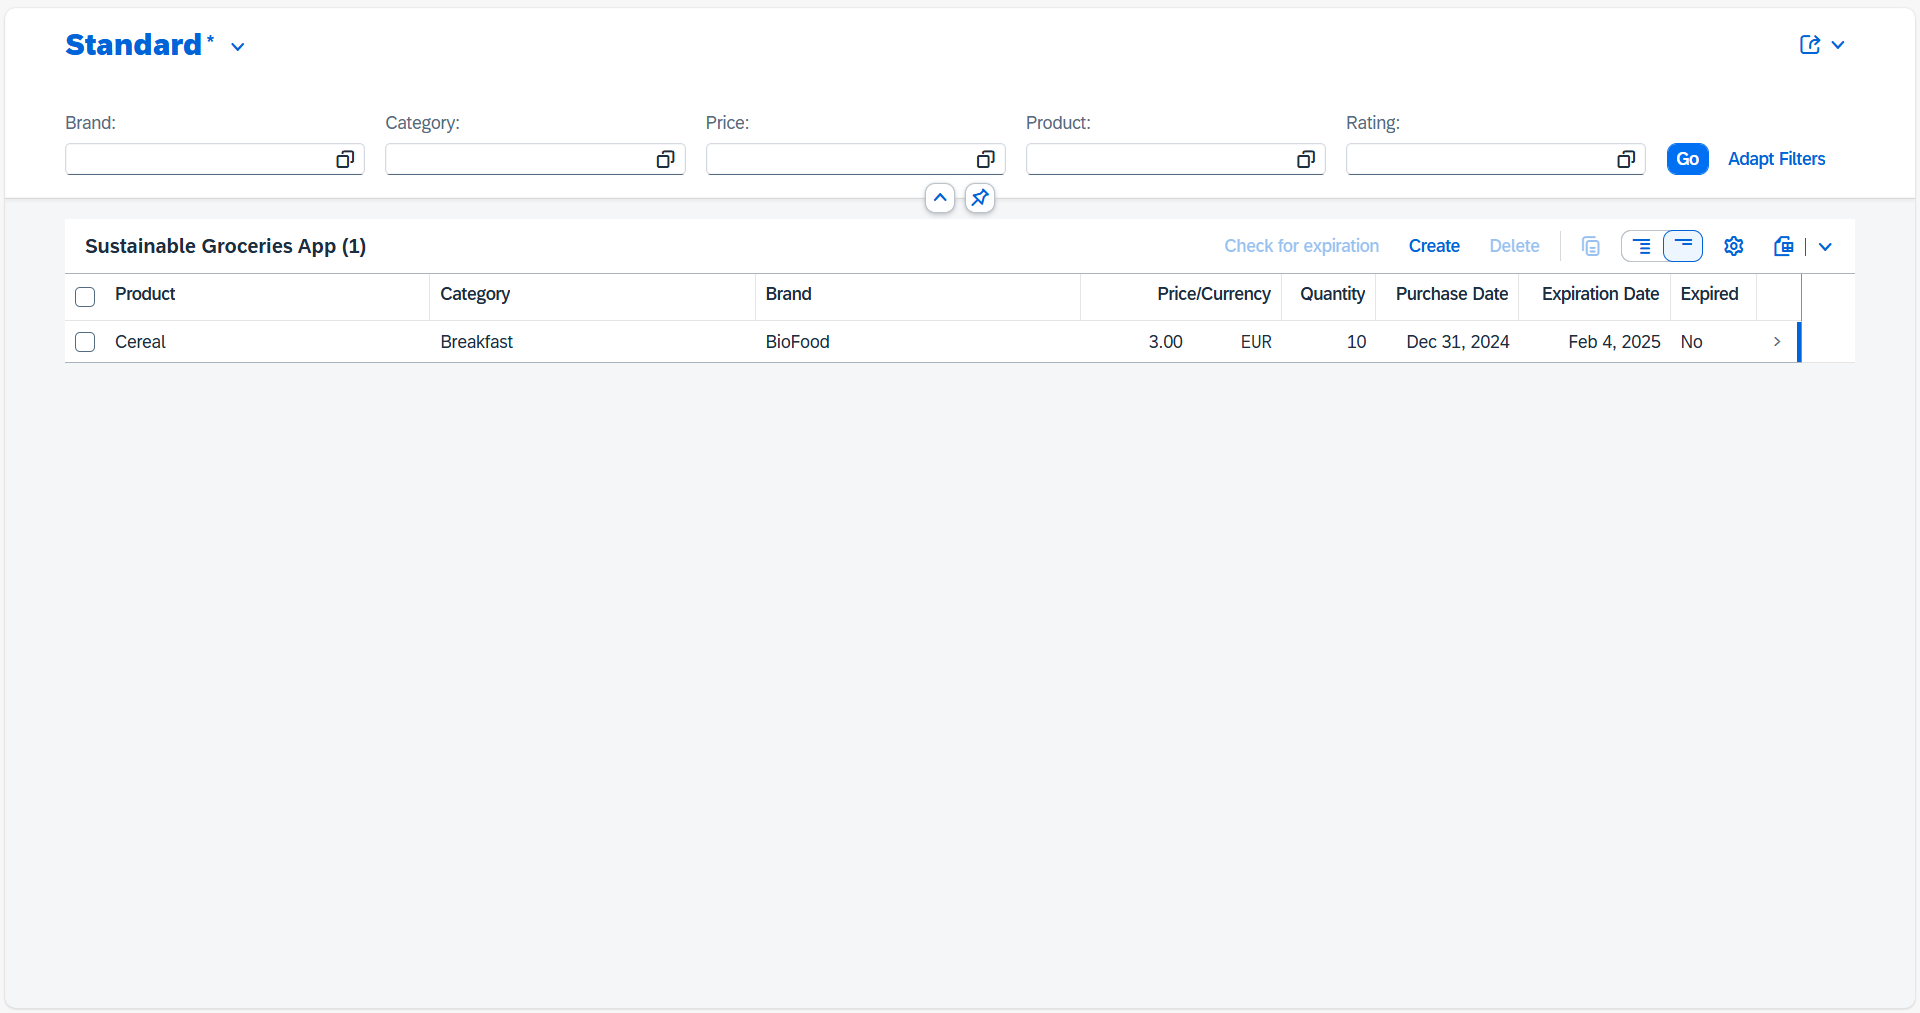 Standard *
Brand: Category: Price: Product: Rating:
Go Adapt Filters
Sustainable Groceries App (1) Check for expiration Create Delete
Product Category Brand Price/Currency Quantity Purchase Date Expiration Date Expired
Cereal Breakfast BioFood 3.00 EUR 10 Dec 31, 2024 Feb 4, 2025 No